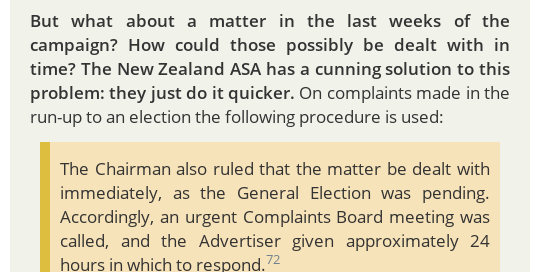 But what about a matter in the last weeks of the
campaign? How could those possibly be dealt with in
time? The New Zealand ASA has a cunning solution to this
problem: they just do it quicker. On complaints made in the
run-up to an election the following procedure is used:
The Chairman also ruled that the matter be dealt with
immediately, as the General Election was pending.
Accordingly, an urgent Complaints Board meeting was
called, and the Advertiser given approximately 24
hours in which to respond.72